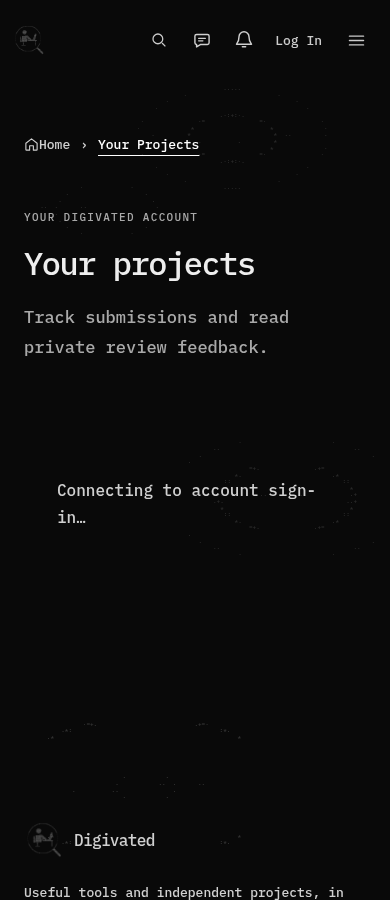 Log In
Home › Your Projects
YOUR DIGIVATED ACCOUNT
Your projects
Track submissions and read
private review feedback.
Connecting to account sign-
in…
Digivated
Useful tools and independent projects, in